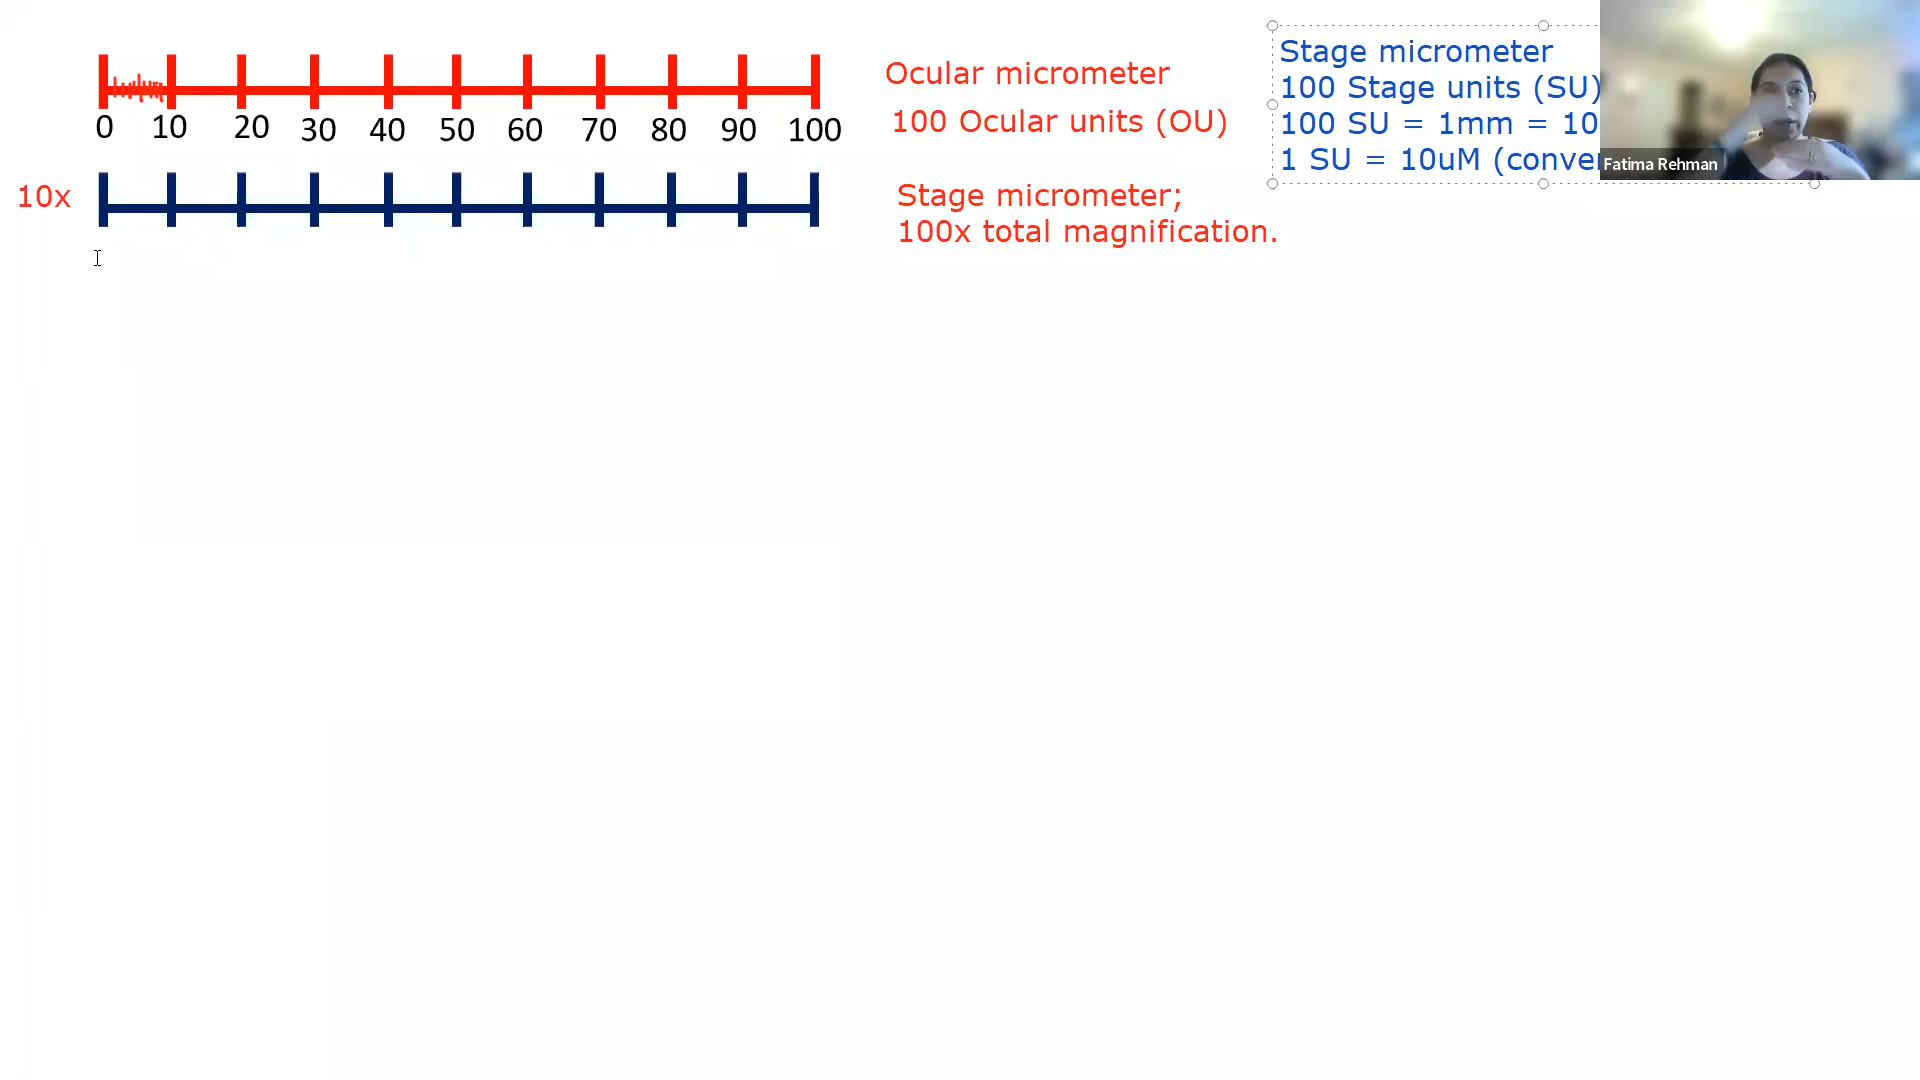 0 10 20 30 40 50 60 70 80 90 100
10x
Ocular micrometer
100 Ocular units (OU)
Stage micrometer;
100x total magnification.
Stage micrometer
100 Stage units (SU)
100 SU = 1mm = 10
1 SU = 10uM (conver
Fatima Rehman